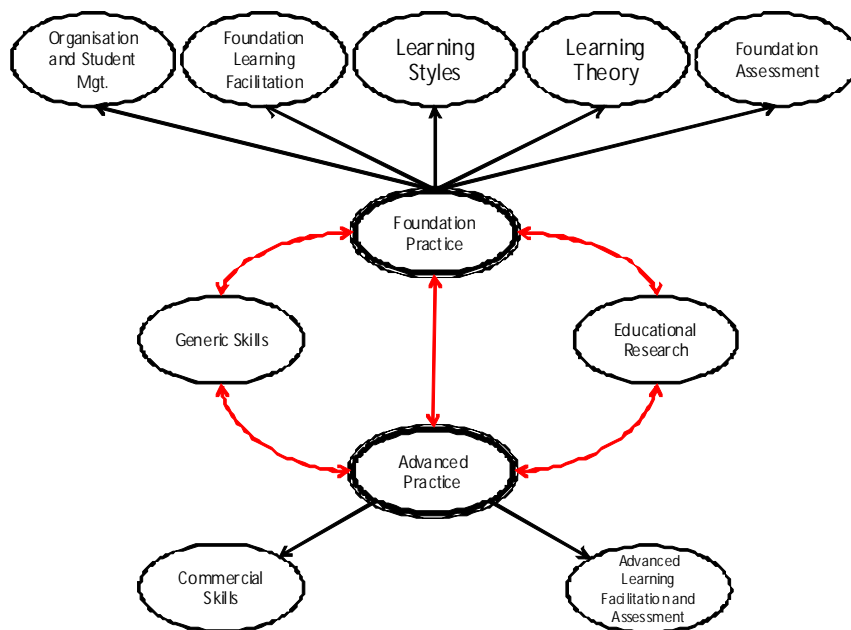 Organisation
and Student
Mgt.
Foundation
Learning
Facilitation
Learning
Styles
Learning
Theory
Foundation
Assessment
Foundation
Practice
Generic Skills
Educational
Research
Advanced
Practice
Commercial
Skills
Advanced
Learning
Facilitation and
Assessment